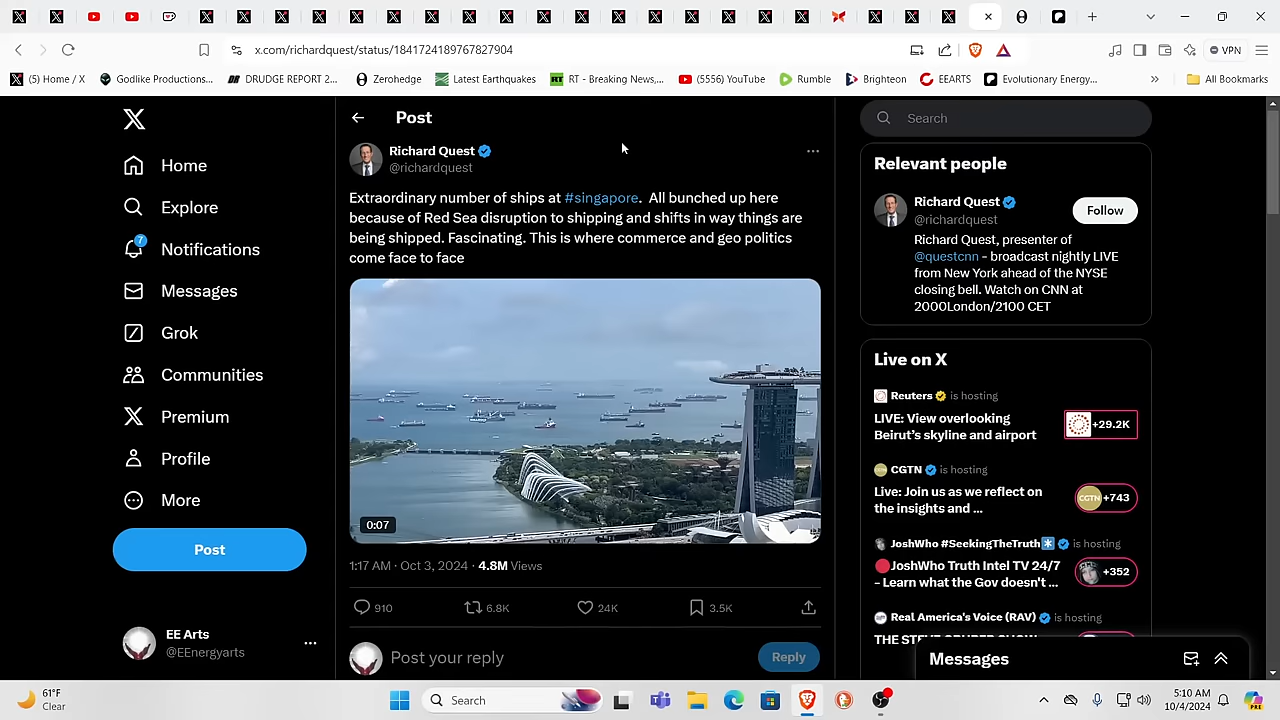 x.com/richardquest/status/1841724189767827904
VPN
(5) Home / X
Godlike Productions...
DRUDGE REPORT 2...
Zerohedge
Latest Earthquakes
RT - Breaking News,...
(5556) YouTube
Rumble
Brighteon
EEARTS
Evolutionary Energy...
»
All Bookmarks
Home
Explore
7
Notifications
Messages
Grok
Communities
Premium
Profile
More
Post
EE Arts
@EEnergyarts
Post
Richard Quest
@richardquest
Extraordinary number of ships at #singapore. All bunched up here
because of Red Sea disruption to shipping and shifts in way things are
being shipped. Fascinating. This is where commerce and geo politics
come face to face
0:07
1:17 AM · Oct 3, 2024 · 4.8M Views
910
6.8K
24K
3.5K
Post your reply
Reply
Search
Relevant people
Richard Quest
@richardquest
Follow
Richard Quest, presenter of
@questcnn - broadcast nightly LIVE
from New York ahead of the NYSE
closing bell. Watch on CNN at
2000London/2100 CET
Live on X
Reuters is hosting
LIVE: View overlooking
Beirut's skyline and airport
+29.2K
CGTN is hosting
Live: Join us as we reflect on
the insights and ...
CGTN
+743
JoshWho #SeekingTheTruth is hosting
JoshWho Truth Intel TV 24/7
- Learn what the Gov doesn't ...
+352
Real America's Voice (RAV) is hosting
Messages
61°F
Clear
Search
5:10 AM
10/4/2024
PRE